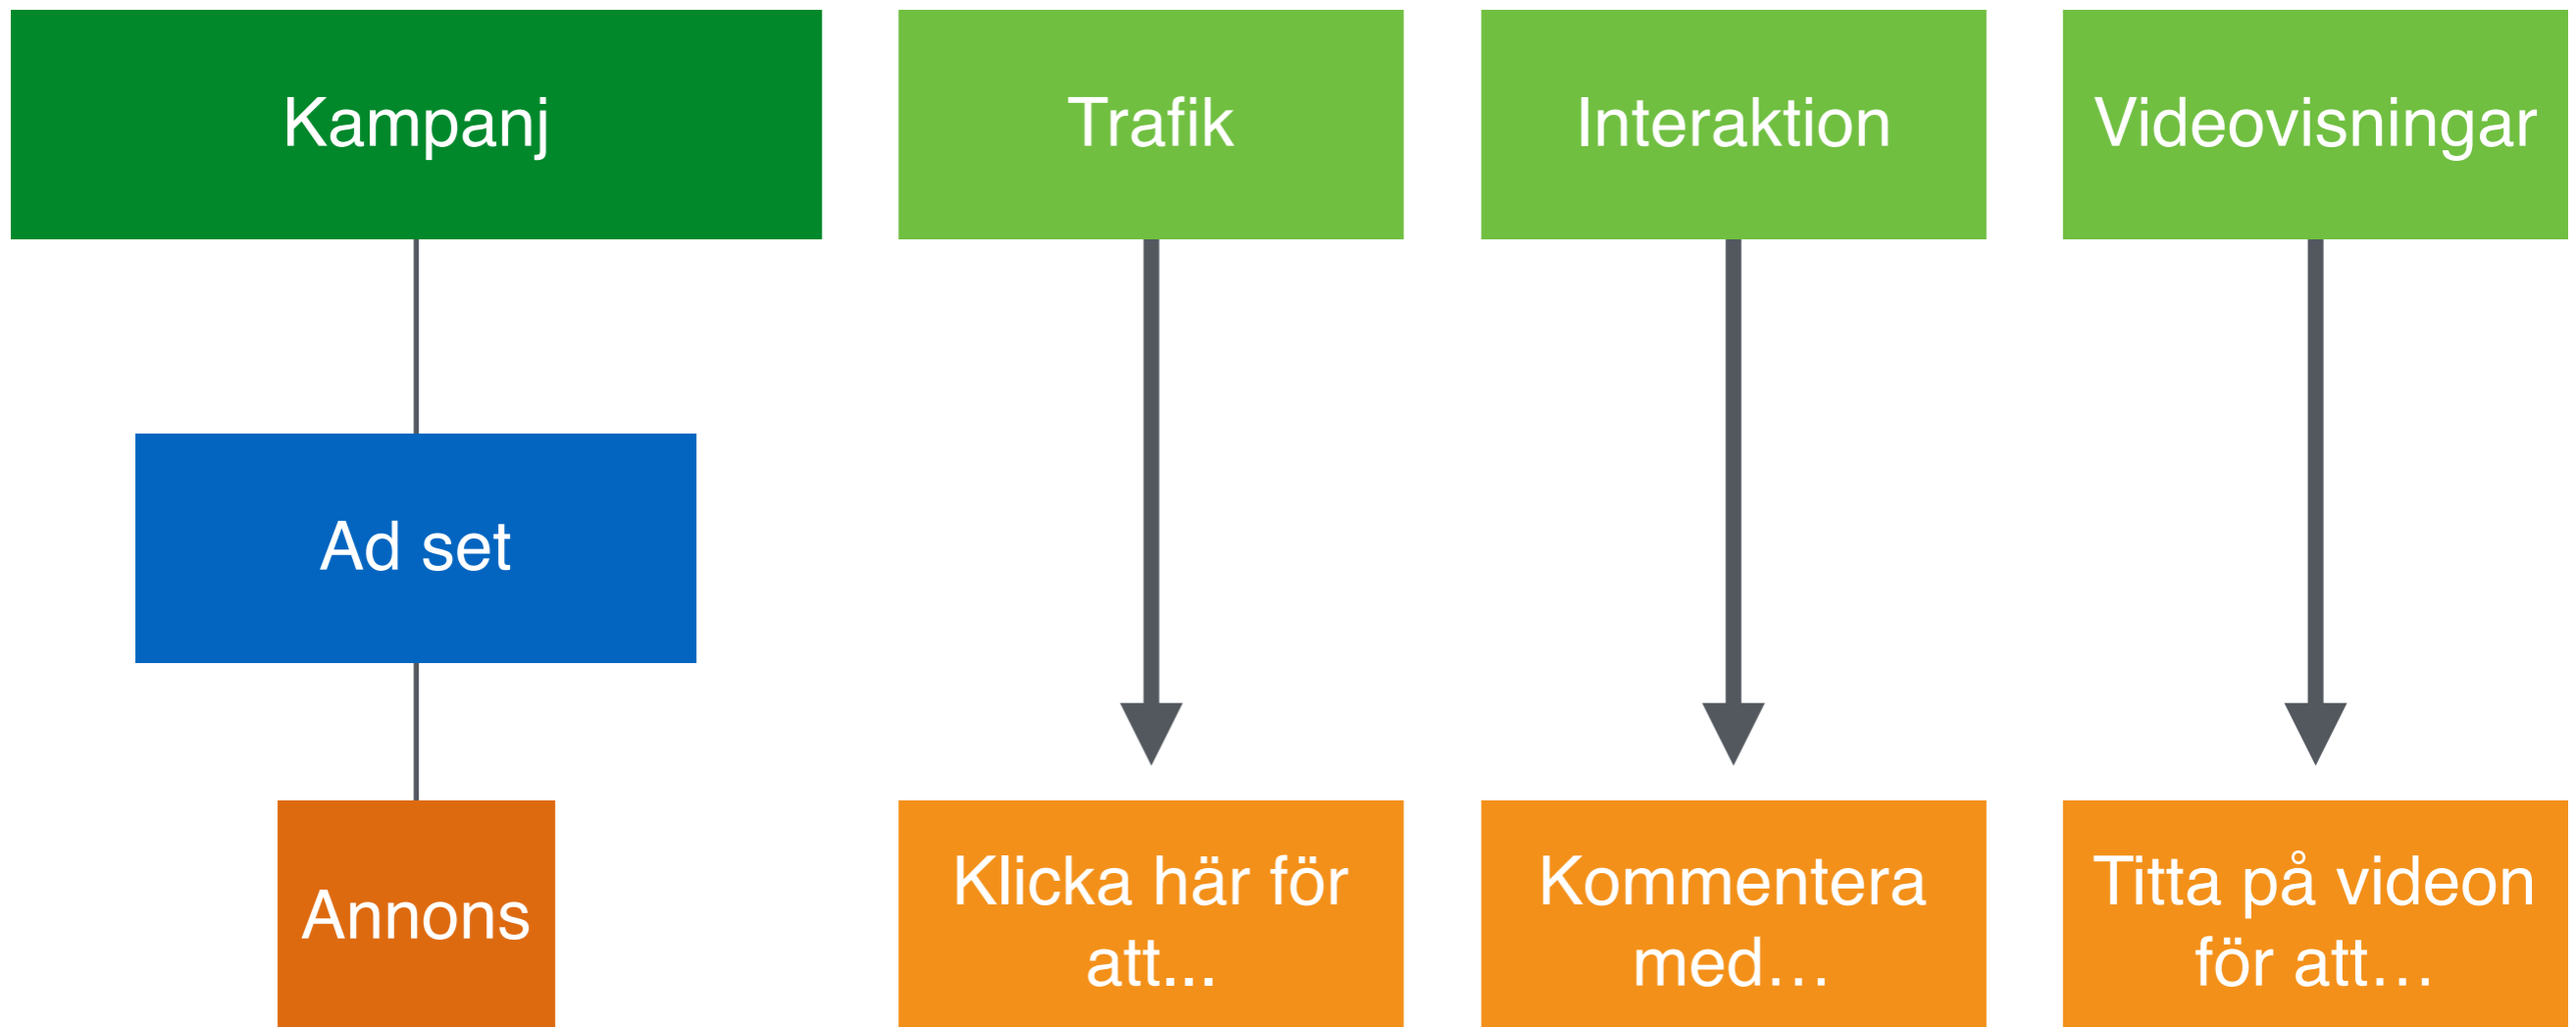 Kampanj
Trafik
Interaktion
Videovisningar
Ad set
Annons
Klicka här för
att...
Kommentera
med…
Titta på videon
för att…